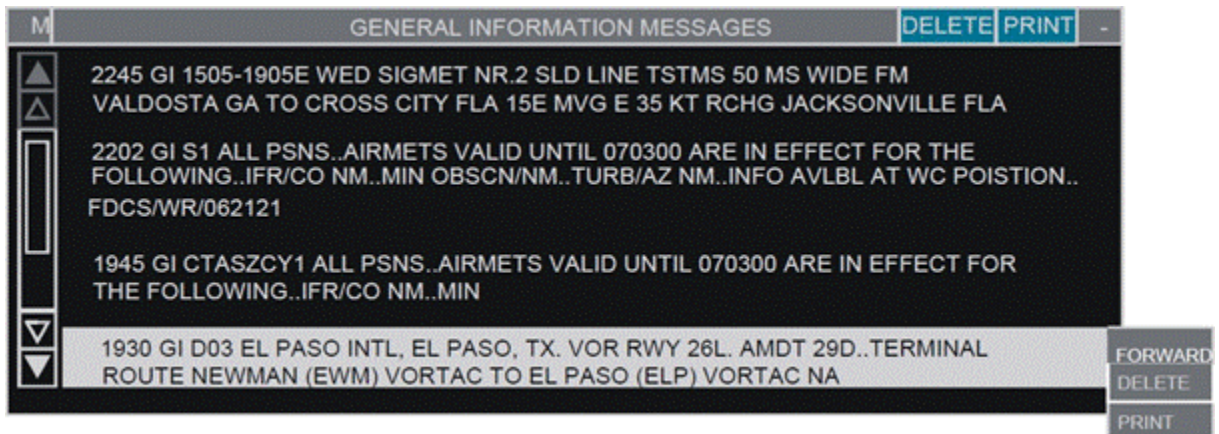 M GENERAL INFORMATION MESSAGES DELETE PRINT -
2245 GI 1505-1905E WED SIGMET NR.2 SLD LINE TSTMS 50 MS WIDE FM
VALDOSTA GA TO CROSS CITY FLA 15E MVG E 35 KT RCHG JACKSONVILLE FLA
2202 GI S1 ALL PSNS..AIRMETS VALID UNTIL 070300 ARE IN EFFECT FOR THE
FOLLOWING..IFR/CO NM..MIN OBSCN/NM..TURB/AZ NM..INFO AVLBL AT WC POISTION..
FDCS/WR/062121
1945 GI CTASZCY1 ALL PSNS..AIRMETS VALID UNTIL 070300 ARE IN EFFECT FOR
THE FOLLOWING..IFR/CO NM..MIN
1930 GI D03 EL PASO INTL, EL PASO, TX. VOR RWY 26L. AMDT 29D..TERMINAL
ROUTE NEWMAN (EWM) VORTAC TO EL PASO (ELP) VORTAC NA
FORWARD
DELETE
PRINT